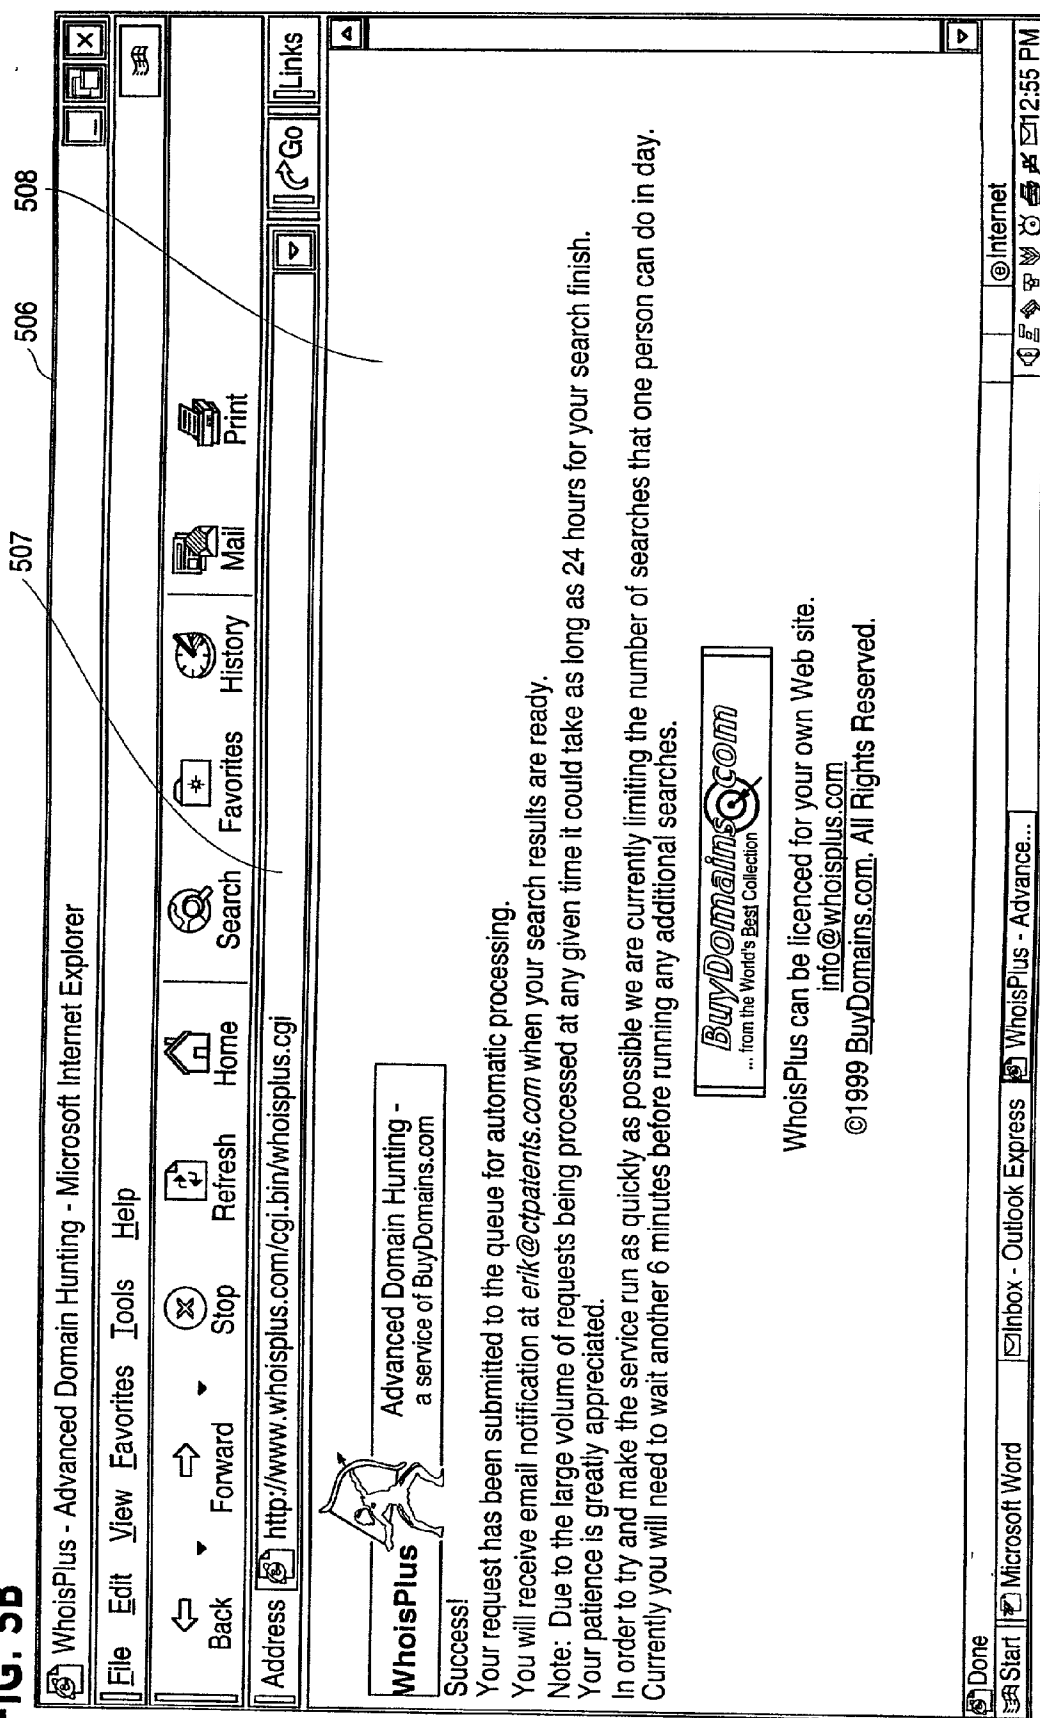 FIG. 5B
507
506
508
WhoisPlus - Advanced Domain Hunting - Microsoft Internet Explorer
File Edit View Favorites Tools Help
Back Forward Stop Refresh Home Search Favorites History Mail Print
Address http://www.whoisplus.com/cgi.bin/whoisplus.cgi Go Links
WhoisPlus
Advanced Domain Hunting -
a service of BuyDomains.com
Success!
Your request has been submitted to the queue for automatic processing.
You will receive email notification at erik@ctpatents.com when your search results are ready.
Note: Due to the large volume of requests being processed at any given time it could take as long as 24 hours for your search finish.
Your patience is greatly appreciated.
In order to try and make the service run as quickly as possible we are currently limiting the number of searches that one person can do in day.
Currently you will need to wait another 6 minutes before running any additional searches.
BuyDomains com
... from the World's Best Collection
WhoisPlus can be licenced for your own Web site.
info@whoisplus.com
©1999 BuyDomains.com. All Rights Reserved.
Done Internet
Start Microsoft Word Inbox - Outlook Express WhoisPlus - Advance... 12:55 PM